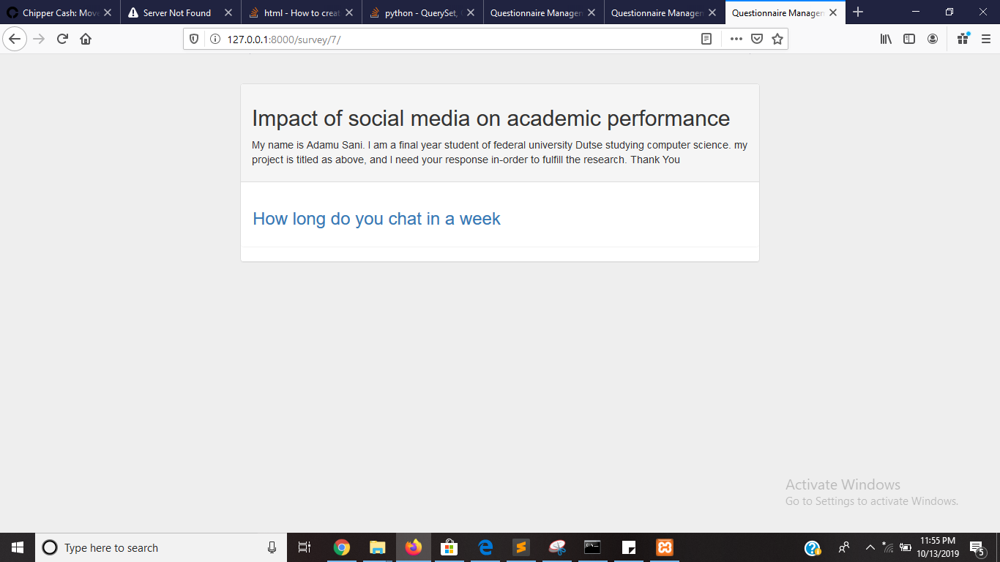 Chipper Cash: Mov
Server Not Found
html - How to creat
python - QuerySet,
Questionnaire Managem
Questionnaire Managem
Questionnaire Managem
127.0.0.1:8000/survey/7/
Impact of social media on academic performance
My name is Adamu Sani. I am a final year student of federal university Dutse studying computer science. my
project is titled as above, and I need your response in-order to fulfill the research. Thank You
How long do you chat in a week
Activate Windows
Go to Settings to activate Windows.
Type here to search
11:55 PM
10/13/2019
5